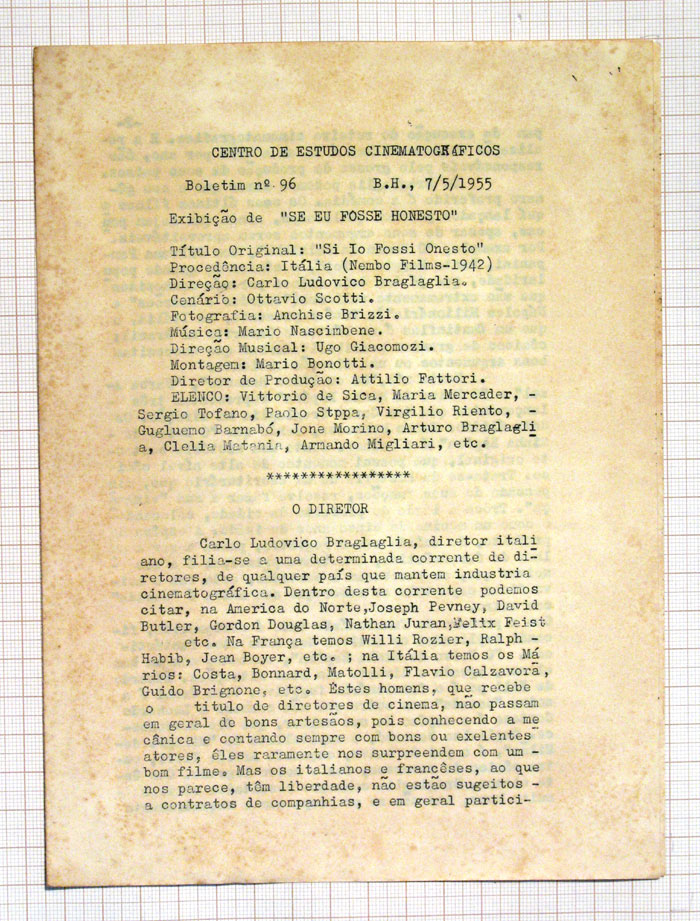 CENTRO DE ESTUDOS CINEMATOGRÁFICOS
Boletim nº 96 B.H., 7/5/1955
Exibição de "SE EU FÔSSE HONESTO"
Título Original: "Si Io Fossi Onesto"
Procedência: Itália (Nembo Films-1942)
Direção: Carlo Ludovico Braglaglia.
Cenário: Ottavio Scotti.
Fotografia: Anchise Brizzi.
Música: Mario Nascimbene.
Direção Musical: Ugo Giacomozi.
Montagem: Mario Bonotti.
Diretor de Produção: Attilio Fattori.
ELENCO: Vittorio de Sica, Maria Mercader, -
Sergio Tofano, Paolo Stppa, Virgilio Riento, -
Gugluemo Barnabó, Jone Morino, Arturo Braglagli
a, Clelia Matania, Armando Migliari, etc.
*****************
O DIRETOR
Carlo Ludovico Braglaglia, diretor itali
ano, filia-se a uma determinada corrente de di-
retores, de qualquer país que mantem industria
cinematográfica. Dentro desta corrente podemos
citar, na America do Norte,Joseph Pevney, David
Butler, Gordon Douglas, Nathan Juran,Felix Feist
etc. Na França temos Willi Rozier, Ralph -
Habib, Jean Boyer, etc. ; na Itália temos os Má
rios: Costa, Bonnard, Matolli, Flavio Calzavora,
Guido Brignone, etc. Êstes homens, que recebe
o titulo de diretores de cinema, não passam
em geral de bons artesãos, pois conhecendo a me
cânica e contando sempre com bons ou exelentes
atores, êles raramente nos surpreendem com um -
bom filme. Mas os italianos e francêses, ao que
nos parece, têm liberdade, não estão sugeitos -
a contratos de companhias, e em geral partici-